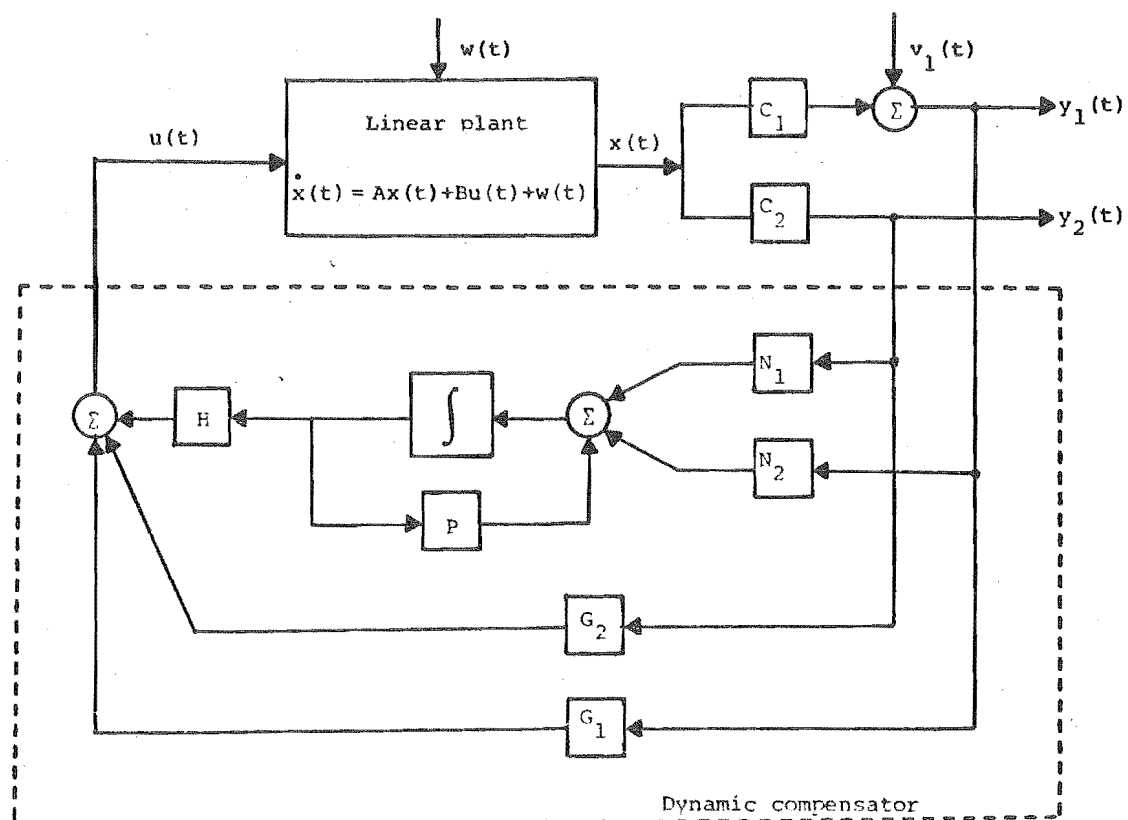 w(t)
v₁(t)
Linear plant
ẋ(t) = Ax(t)+Bu(t)+w(t)
u(t)
x(t)
C₁
Σ
y₁(t)
C₂
y₂(t)
N₁
Σ
H
∫
Σ
N₂
P
G₂
G₁
Dynamic compensator